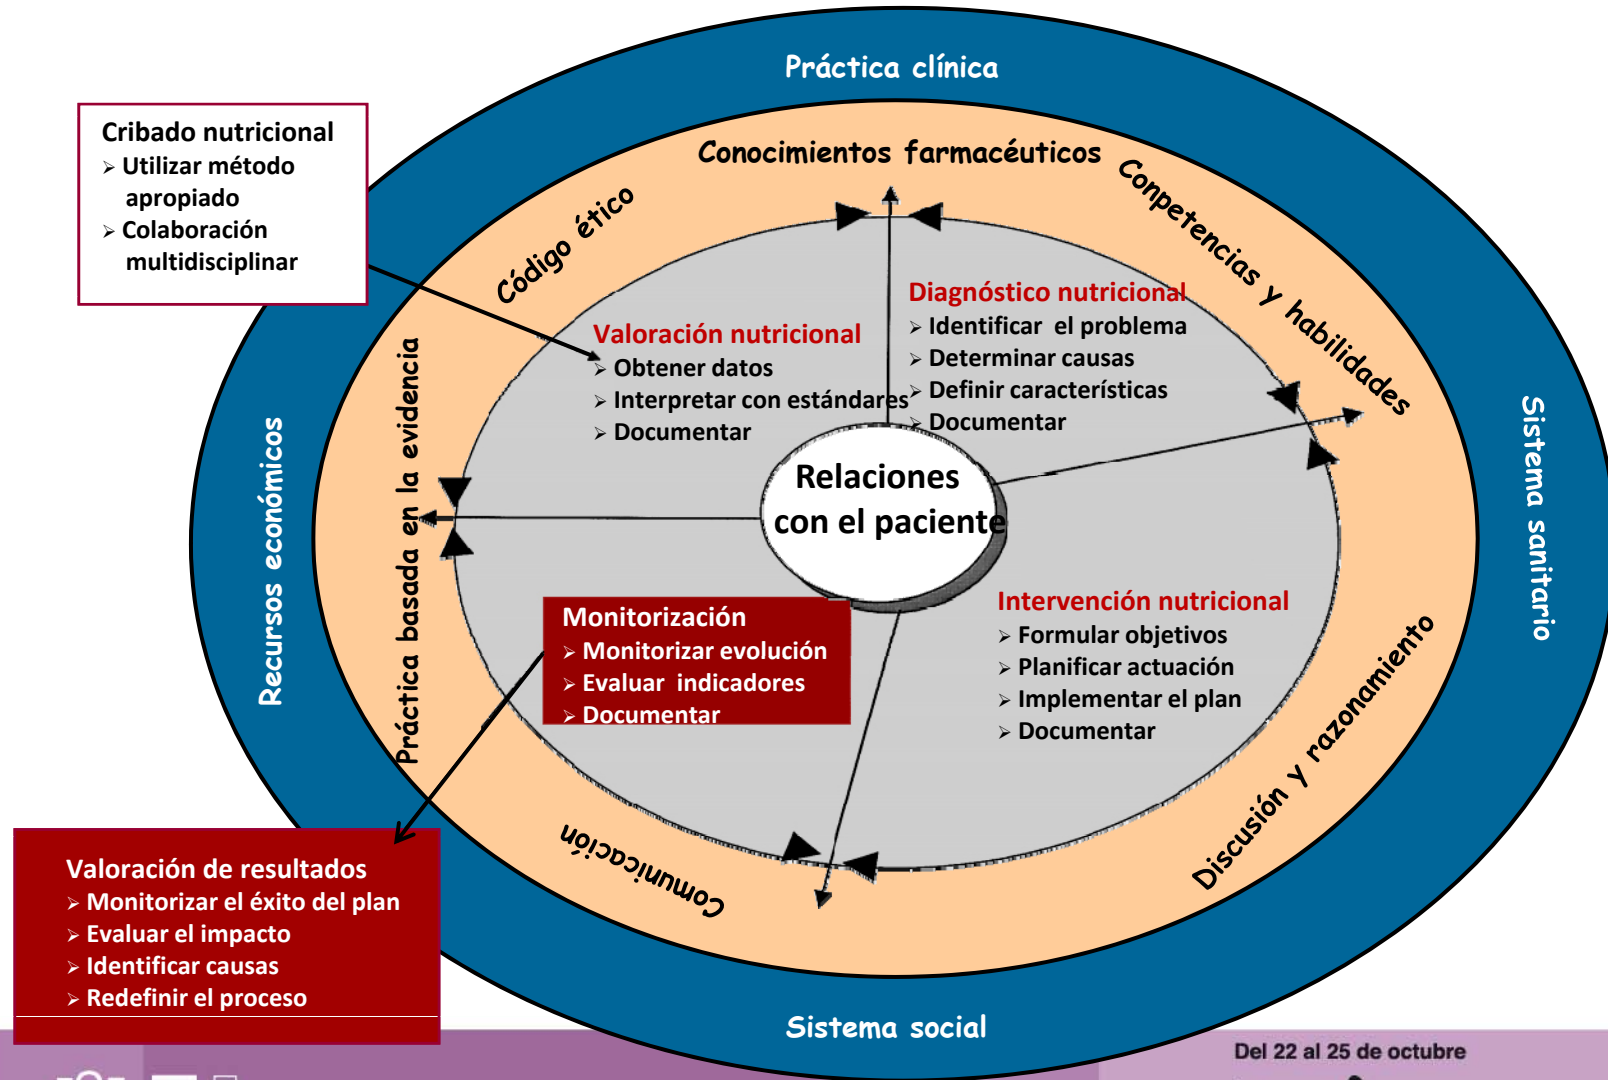 Práctica clínica
Cribado nutricional
➢ Utilizar método
apropiado
➢ Colaboración
multidisciplinar
Conocimientos farmacéuticos
Código ético
Conpetencias y habilidades
Práctica basada en la evidencia
Recursos económicos
Sistema sanitario
Valoración nutricional
➢ Obtener datos
➢ Interpretar con estándares
➢ Documentar
Diagnóstico nutricional
➢ Identificar el problema
➢ Determinar causas
➢ Definir características
➢ Documentar
Relaciones
con el paciente
Monitorización
➢ Monitorizar evolución
➢ Evaluar indicadores
➢ Documentar
Intervención nutricional
➢ Formular objetivos
➢ Planificar actuación
➢ Implementar el plan
➢ Documentar
Discusión y razonamiento
Comunicación
Valoración de resultados
➢ Monitorizar el éxito del plan
➢ Evaluar el impacto
➢ Identificar causas
➢ Redefinir el proceso
Sistema social
Del 22 al 25 de octubre